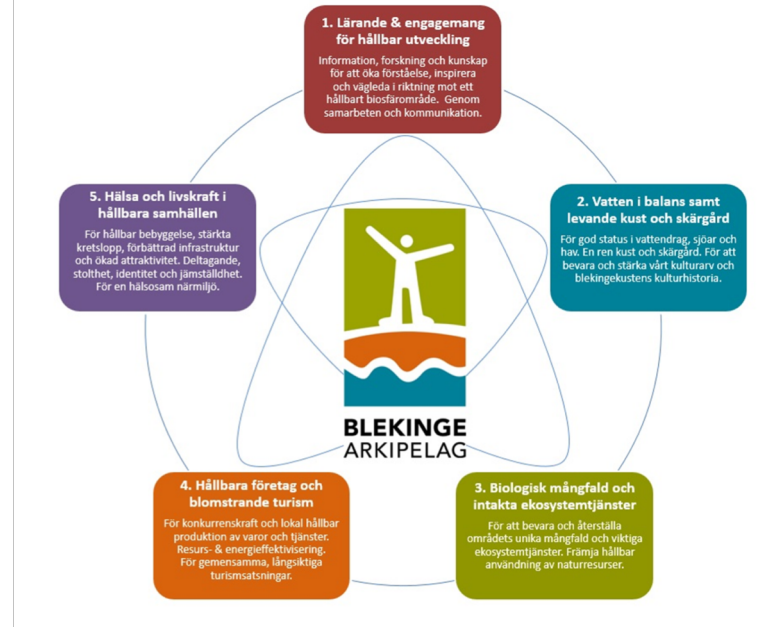 1. Lärande & engagemang
för hållbar utveckling
Information, forskning och kunskap
för att öka förståelse, inspirera
och vägleda i riktning mot ett
hållbart biosfärområde. Genom
samarbeten och kommunikation.
2. Vatten i balans samt
levande kust och skärgård
För god status i vattendrag, sjöar och
hav. En ren kust och skärgård. För att
bevara och stärka vårt kulturarv och
blekingekustens kulturhistoria.
3. Biologisk mångfald och
intakta ekosystemtjänster
För att bevara och återställa
områdets unika mångfald och viktiga
ekosystemtjänster. Främja hållbar
användning av naturresurser.
4. Hållbara företag och
blomstrande turism
För konkurrenskraft och lokal hållbar
produktion av varor och tjänster.
Resurs- & energieffektivisering.
För gemensamma, långsiktiga
turismsatsningar.
5. Hälsa och livskraft i
hållbara samhällen
För hållbar bebyggelse, stärkta
kretslopp, förbättrad infrastruktur
och ökad attraktivitet. Deltagande,
stolthet, identitet och jämställdhet.
För en hälsosam närmiljö.
BLEKINGE
ARKIPELAG